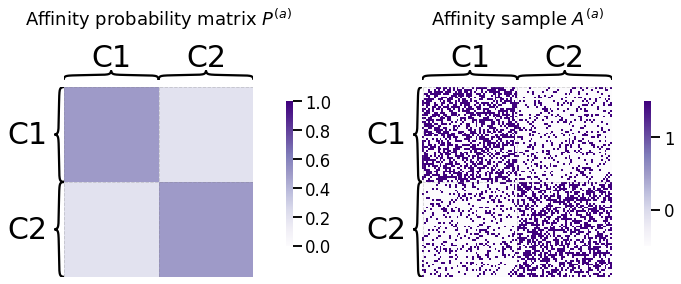 Affinity probability matrix P^(a)
C1 C2
C1
C2
1.0
0.8
0.6
0.4
0.2
0.0
Affinity sample A^(a)
C1 C2
C1
C2
1
0